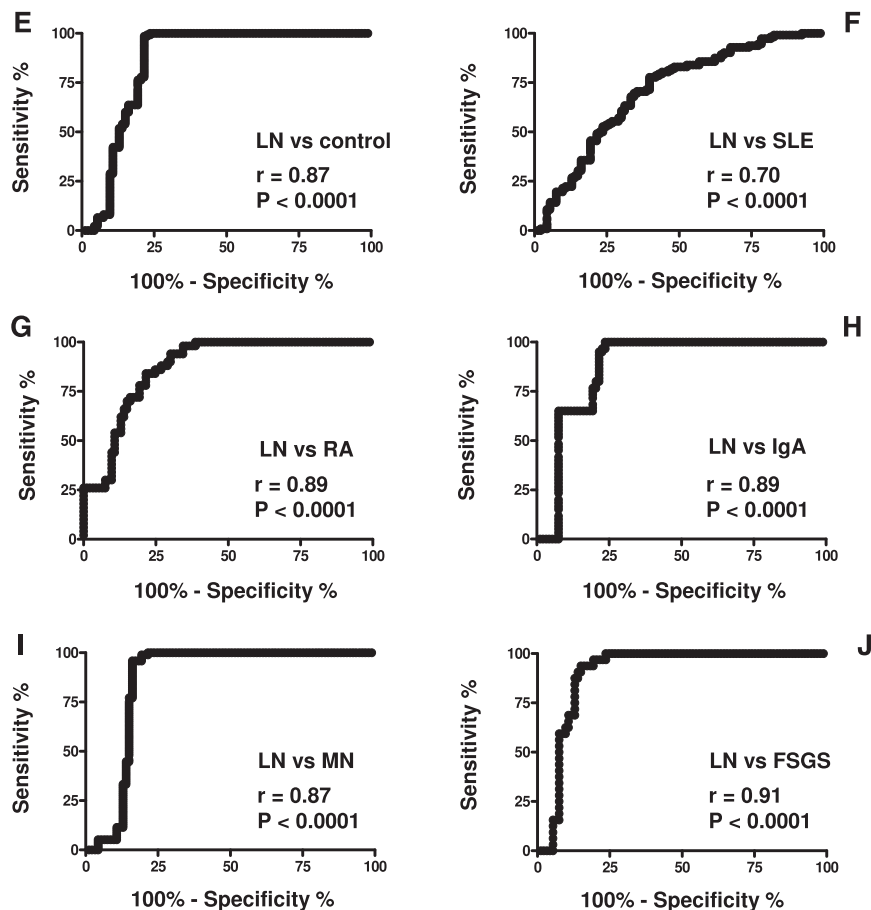 E
Sensitivity %
100
75
50
25
0
LN vs control
r = 0.87
P < 0.0001
0 25 50 75 100
100% - Specificity %
F
Sensitivity %
100
75
50
25
0
LN vs SLE
r = 0.70
P < 0.0001
0 25 50 75 100
100% - Specificity %
G
Sensitivity %
100
75
50
25
0
LN vs RA
r = 0.89
P < 0.0001
0 25 50 75 100
100% - Specificity %
H
Sensitivity %
100
75
50
25
0
LN vs IgA
r = 0.89
P < 0.0001
0 25 50 75 100
100% - Specificity %
I
Sensitivity %
100
75
50
25
0
LN vs MN
r = 0.87
P < 0.0001
0 25 50 75 100
100% - Specificity %
J
Sensitivity %
100
75
50
25
0
LN vs FSGS
r = 0.91
P < 0.0001
0 25 50 75 100
100% - Specificity %